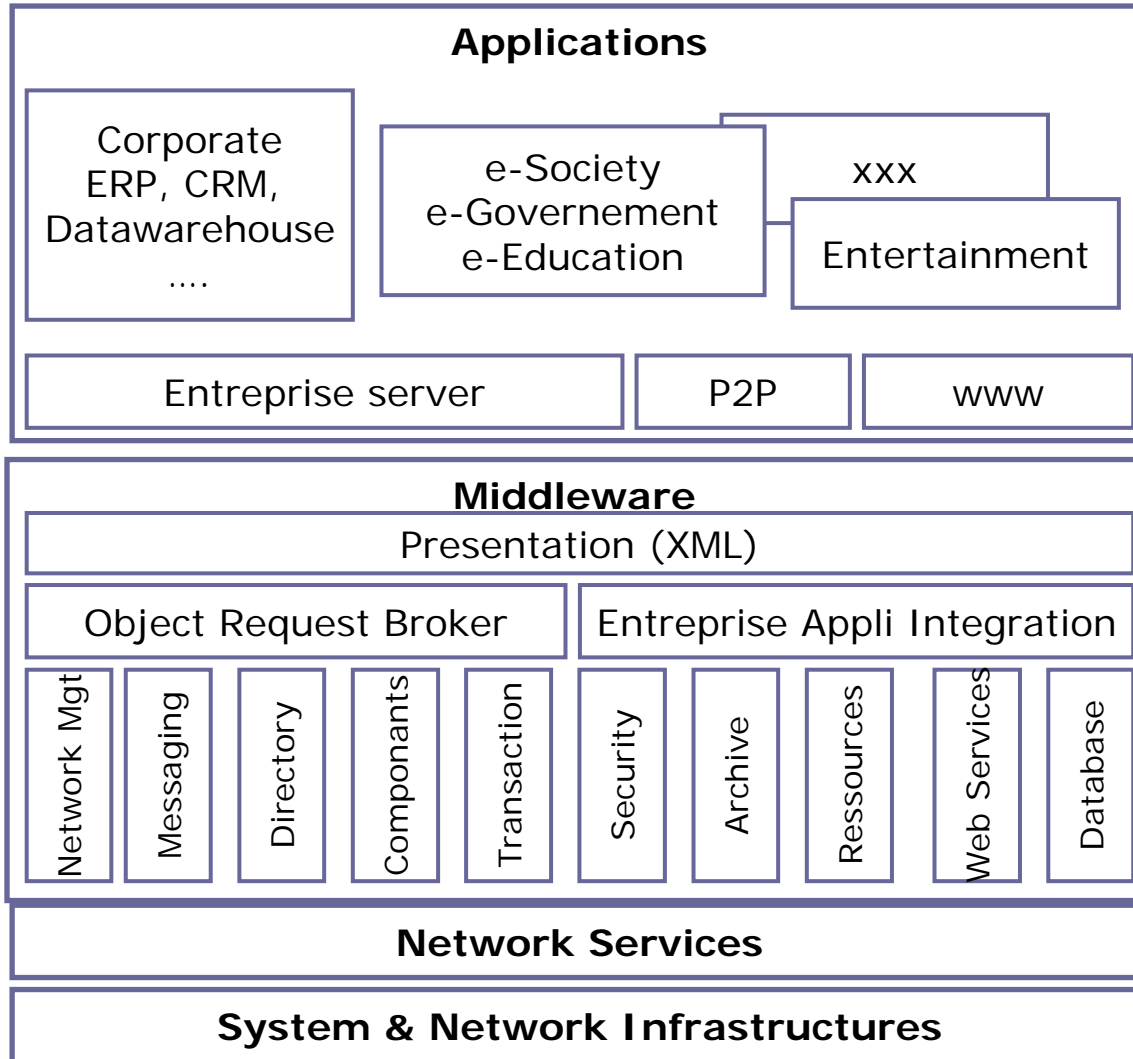 Applications
Corporate
ERP, CRM,
Datawarehouse
....
e-Society
e-Governement
e-Education
xxx
Entertainment
Entreprise server
P2P
www
Middleware
Presentation (XML)
Object Request Broker
Entreprise Appli Integration
Network Mgt
Messaging
Directory
Componants
Transaction
Security
Archive
Ressources
Web Services
Database
Network Services
System & Network Infrastructures